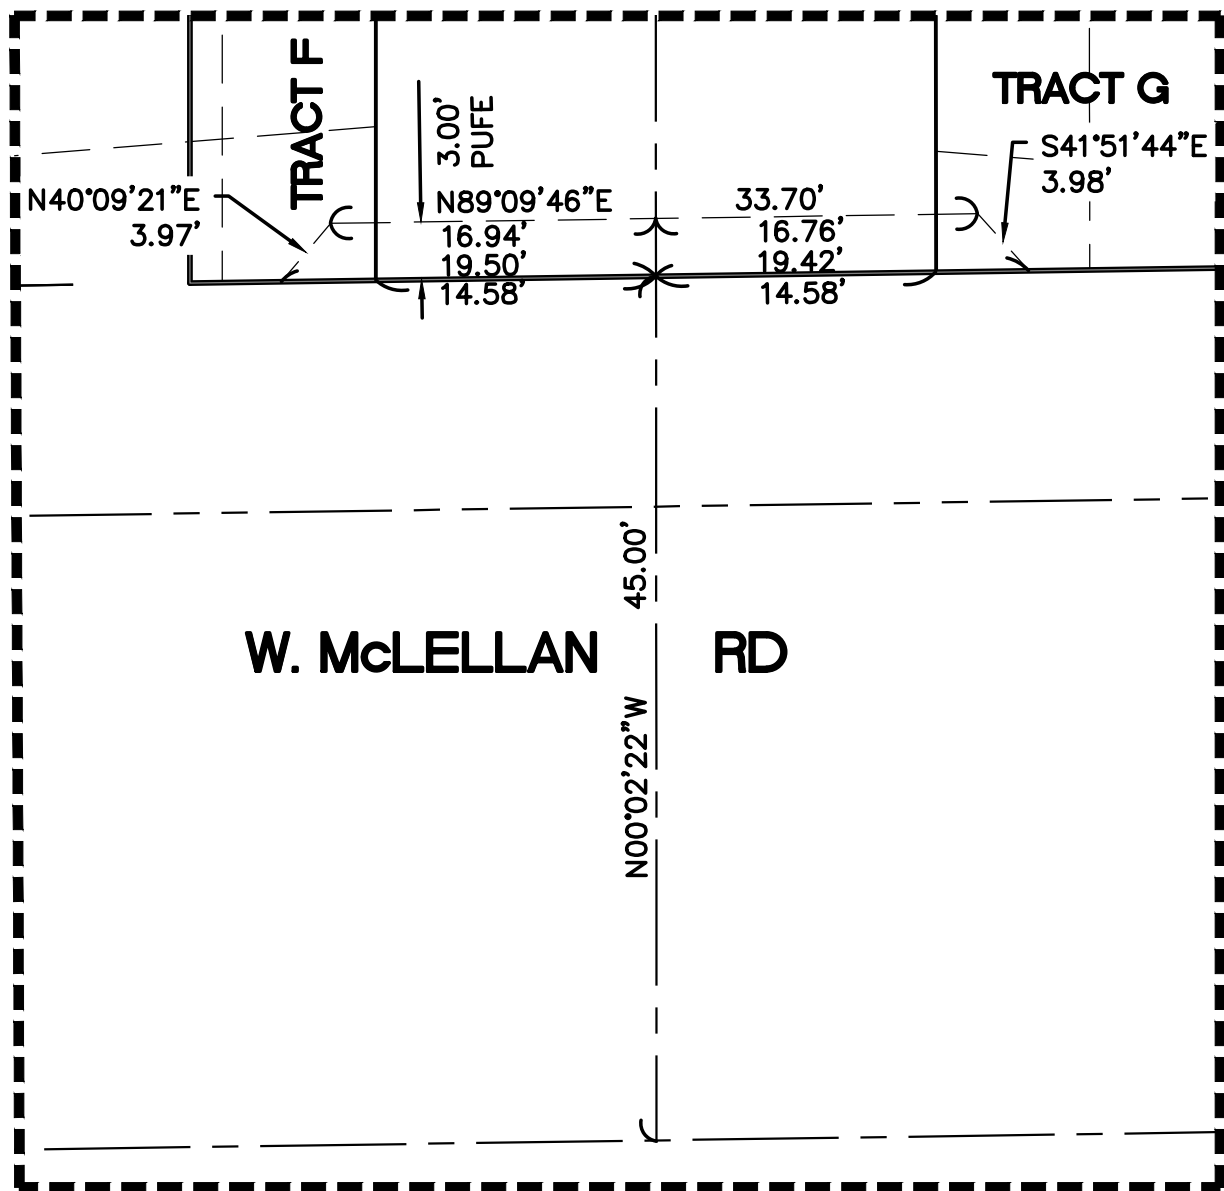 TRACT F
3.00'
PUFE
TRACT G
S41°51'44"E
3.98'
N40°09'21"E
3.97'
N89°09'46"E
33.70'
16.94'
16.76'
19.50'
19.42'
14.58'
14.58'
45.00'
W. McLELLAN RD
N00°02'22"W